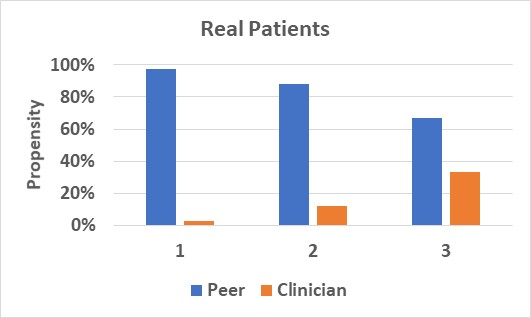 Real Patients
Propensity
100%
80%
60%
40%
20%
0%
1 2 3
Peer Clinician